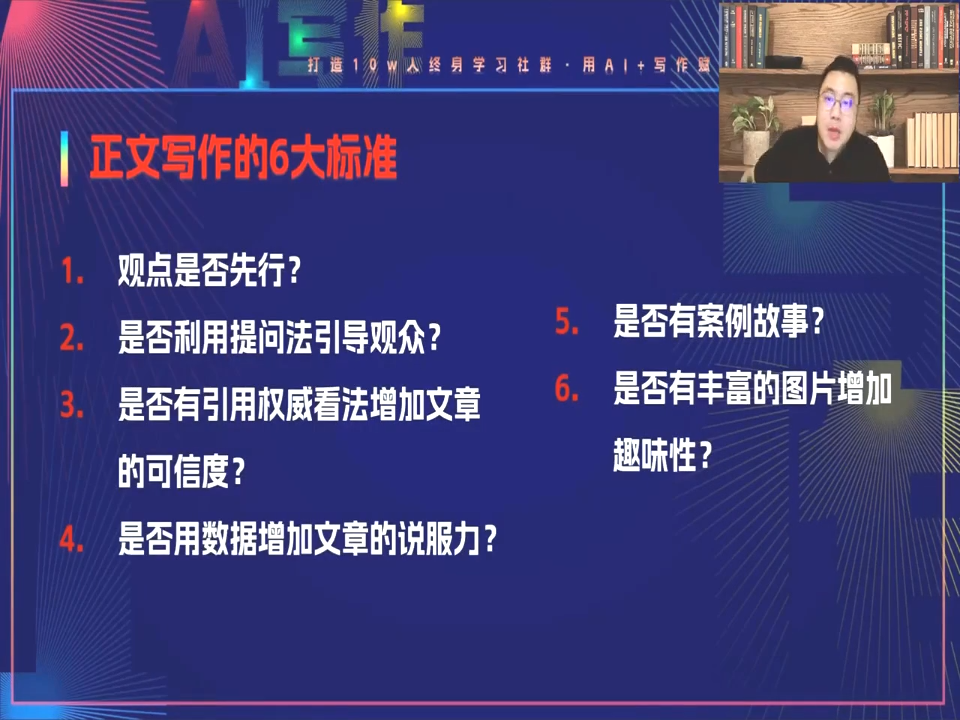 AI写作
打造10w人终身学习社群·用AI+写作赋
正文写作的6大标准
1. 观点是否先行？
2. 是否利用提问法引导观众？
3. 是否有引用权威看法增加文章
的可信度？
4. 是否用数据增加文章的说服力？
5. 是否有案例故事？
6. 是否有丰富的图片增加
趣味性？